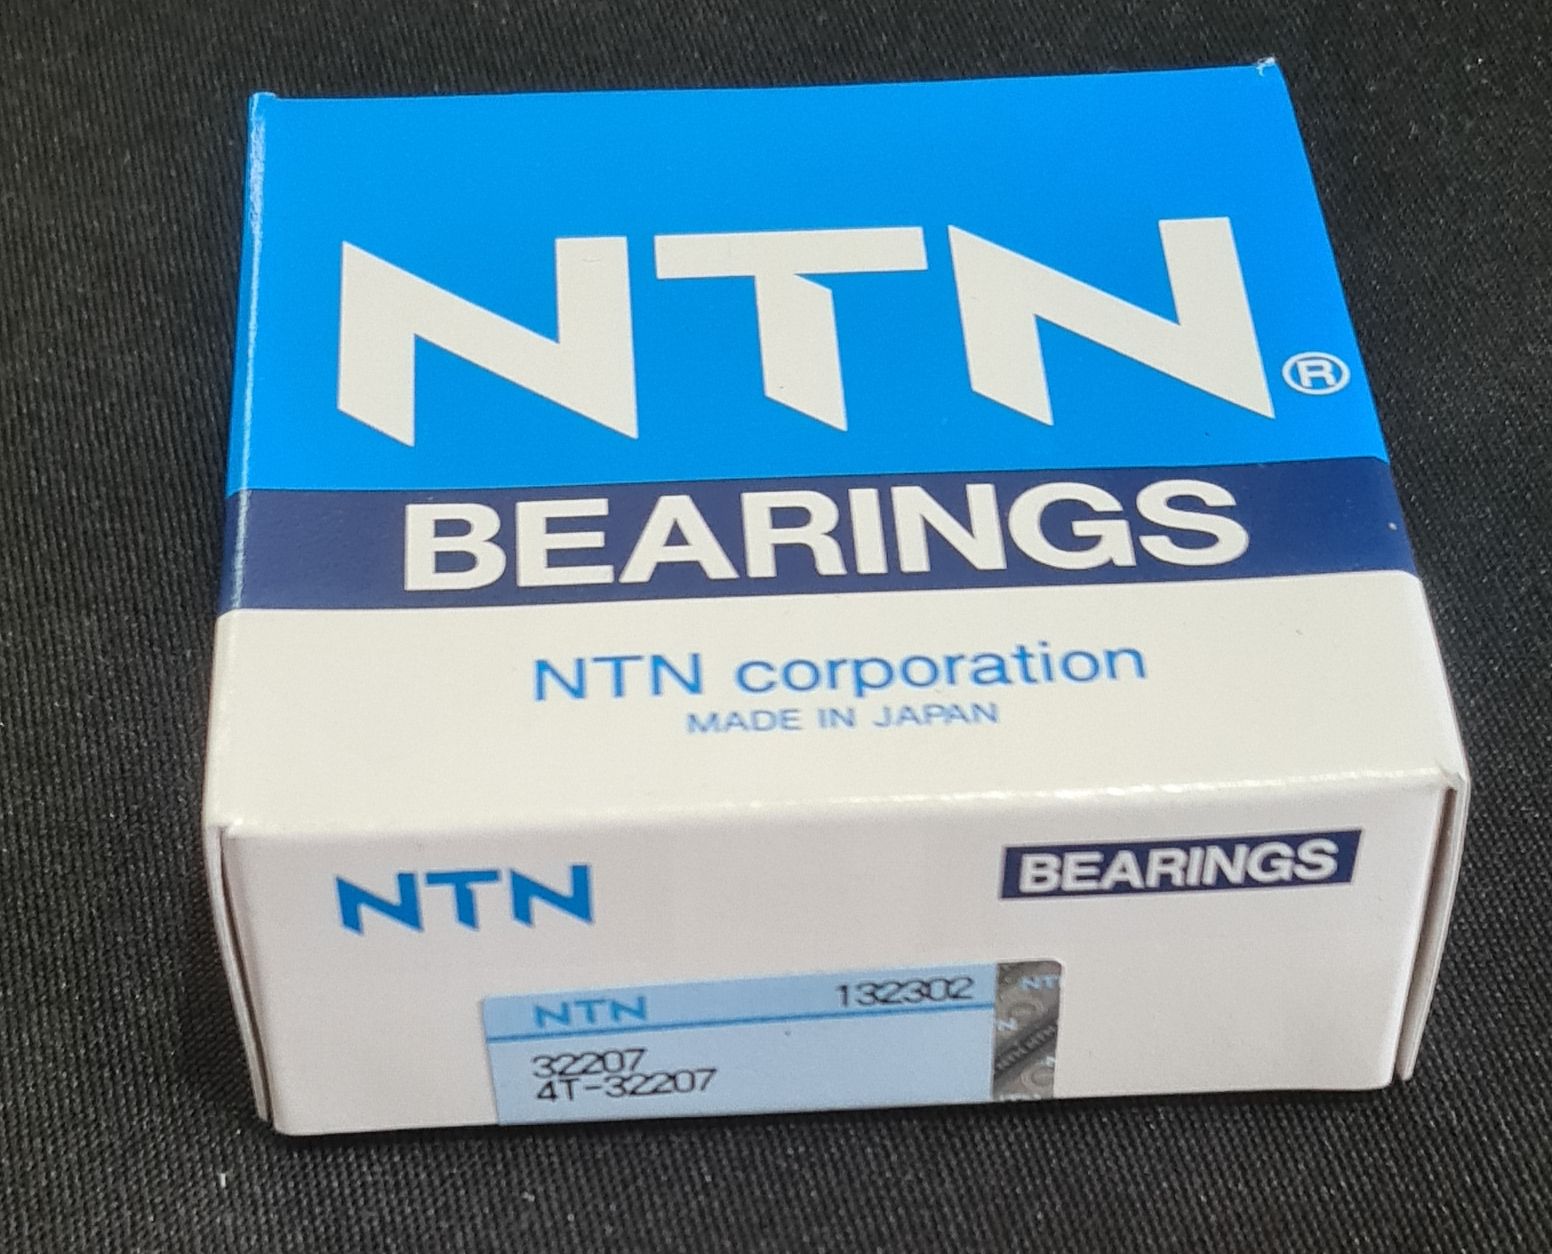 NTN®
BEARINGS
NTN corporation
MADE IN JAPAN
NTN BEARINGS
NTN 132302
32207
4T-32207